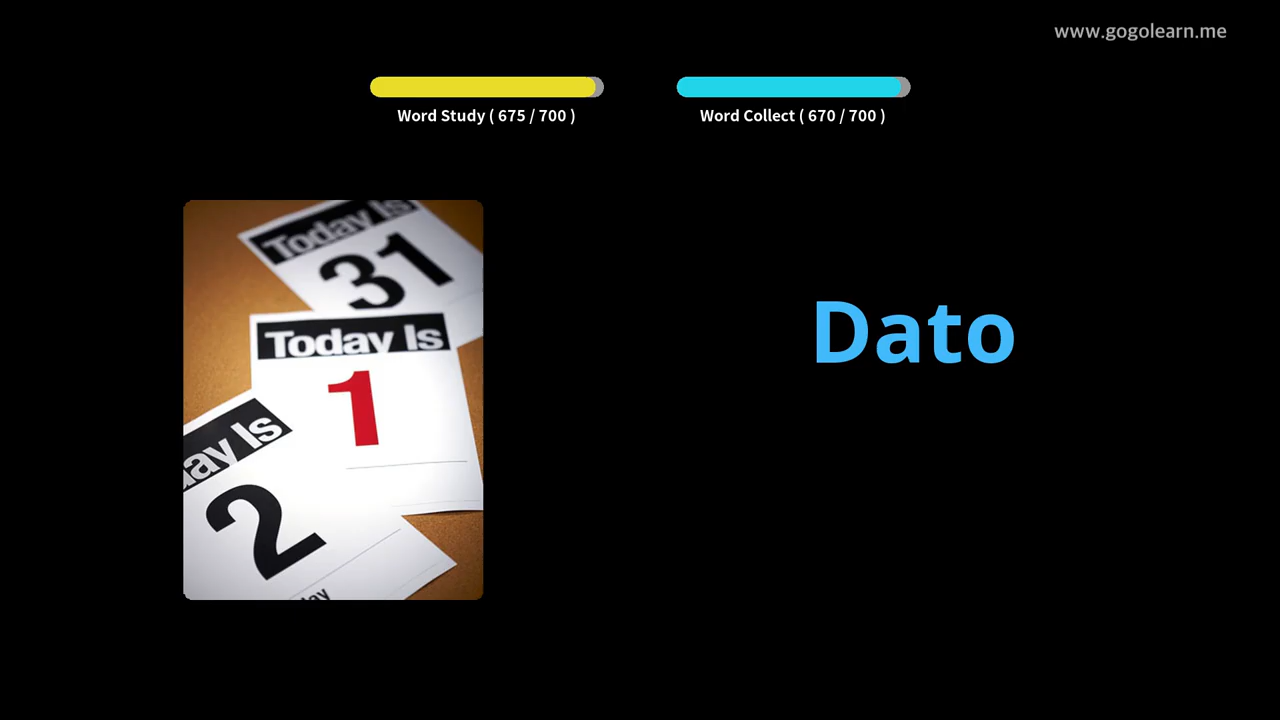 www.gogolearn.me
Word Study ( 675 / 700 )
Word Collect ( 670 / 700 )
Today Is
31
Today Is
1
Dato
ay Is
2